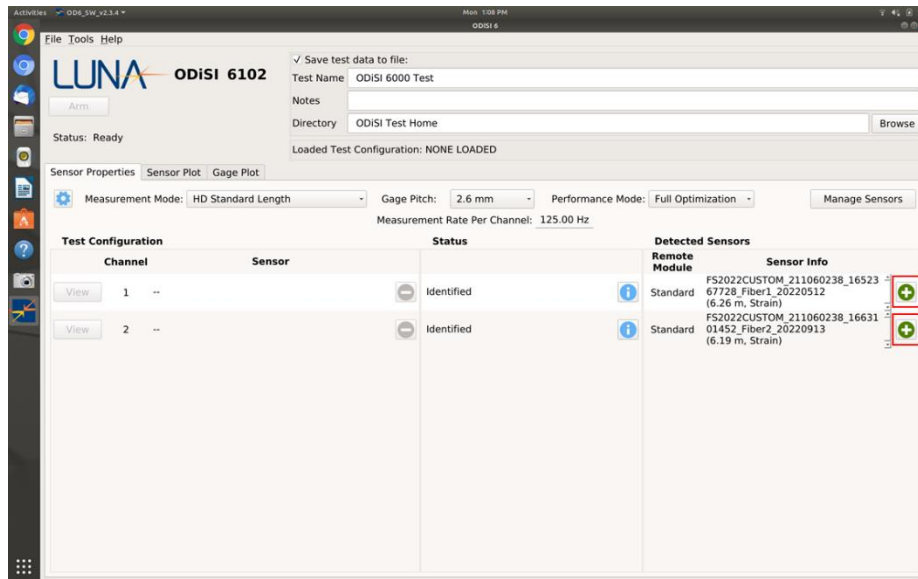 Activities OD6_SW_v2.3.4 Mon 1:08 PM
ODiSI 6
File Tools Help
LUNA ODiSI 6102
Arm
Status: Ready
Save test data to file:
Test Name ODiSI 6000 Test
Notes
Directory ODiSI Test Home Browse
Loaded Test Configuration: NONE LOADED
Sensor Properties Sensor Plot Gage Plot
Measurement Mode: HD Standard Length Gage Pitch: 2.6 mm Performance Mode: Full Optimization Manage Sensors
Measurement Rate Per Channel: 125.00 Hz
Test Configuration Status Detected Sensors
Channel Sensor Remote Module Sensor Info
View 1 -- Identified Standard FS2022CUSTOM_211060238_16523
67728_Fiber1_20220512
(6.26 m, Strain)
View 2 -- Identified Standard FS2022CUSTOM_211060238_16631
01452_Fiber2_20220913
(6.19 m, Strain)